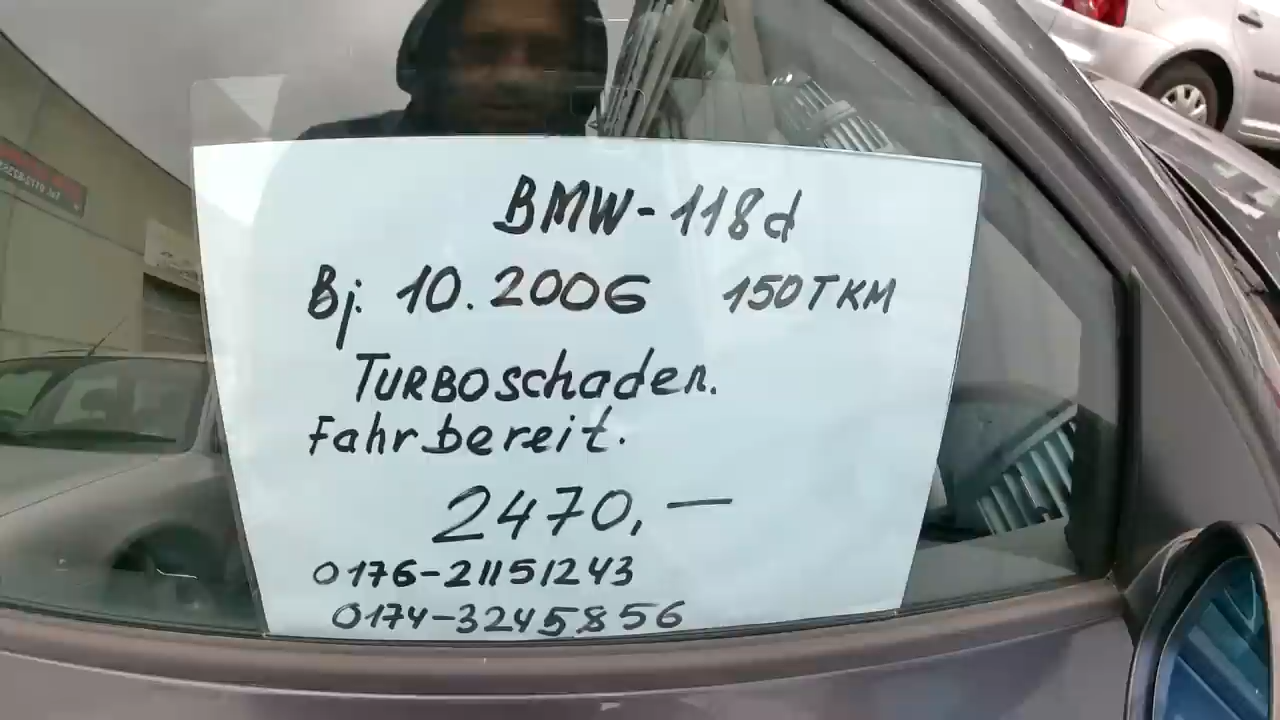 BMW-118d
Bj. 10.2006 150TKM
Turboschaden.
Fahrbereit.
2470,—
0176-21151243
0174-3245856